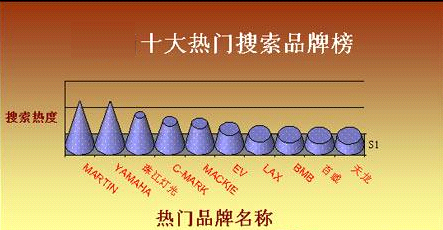 十大热门搜索品牌榜
搜索热度
S1
MARTIN
YAMAHA
珠江灯光
C-MARK
MACKIE
EV
LAX
BMB
百威
天龙
热门品牌名称